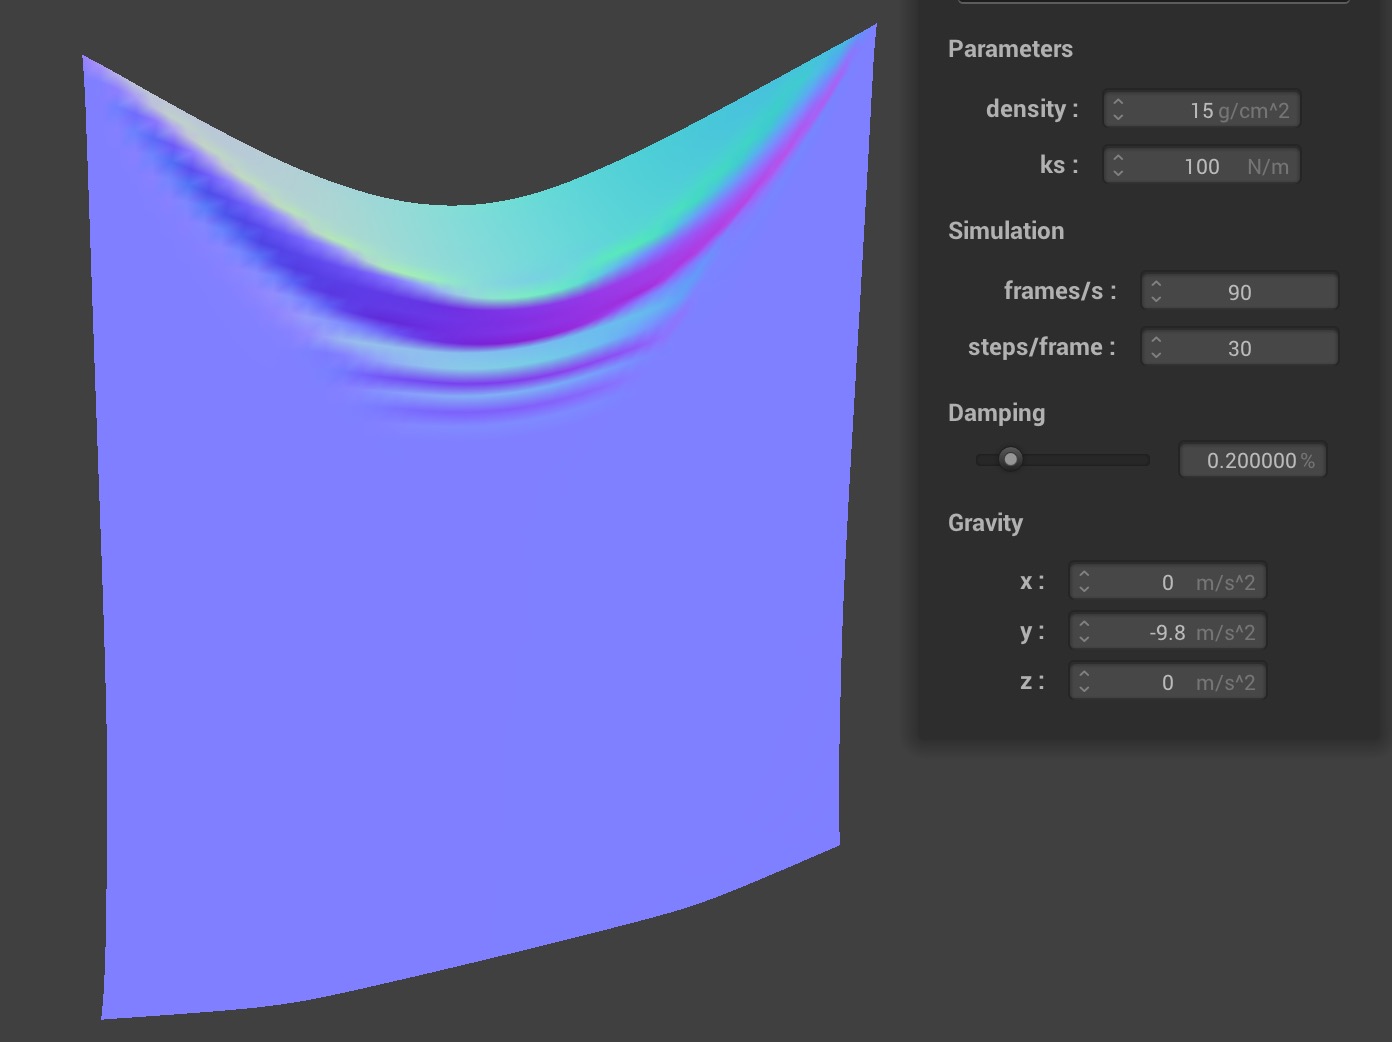 Parameters
density : 15 g/cm^2
ks : 100 N/m
Simulation
frames/s : 90
steps/frame : 30
Damping
0.200000 %
Gravity
x : 0 m/s^2
y : -9.8 m/s^2
z : 0 m/s^2